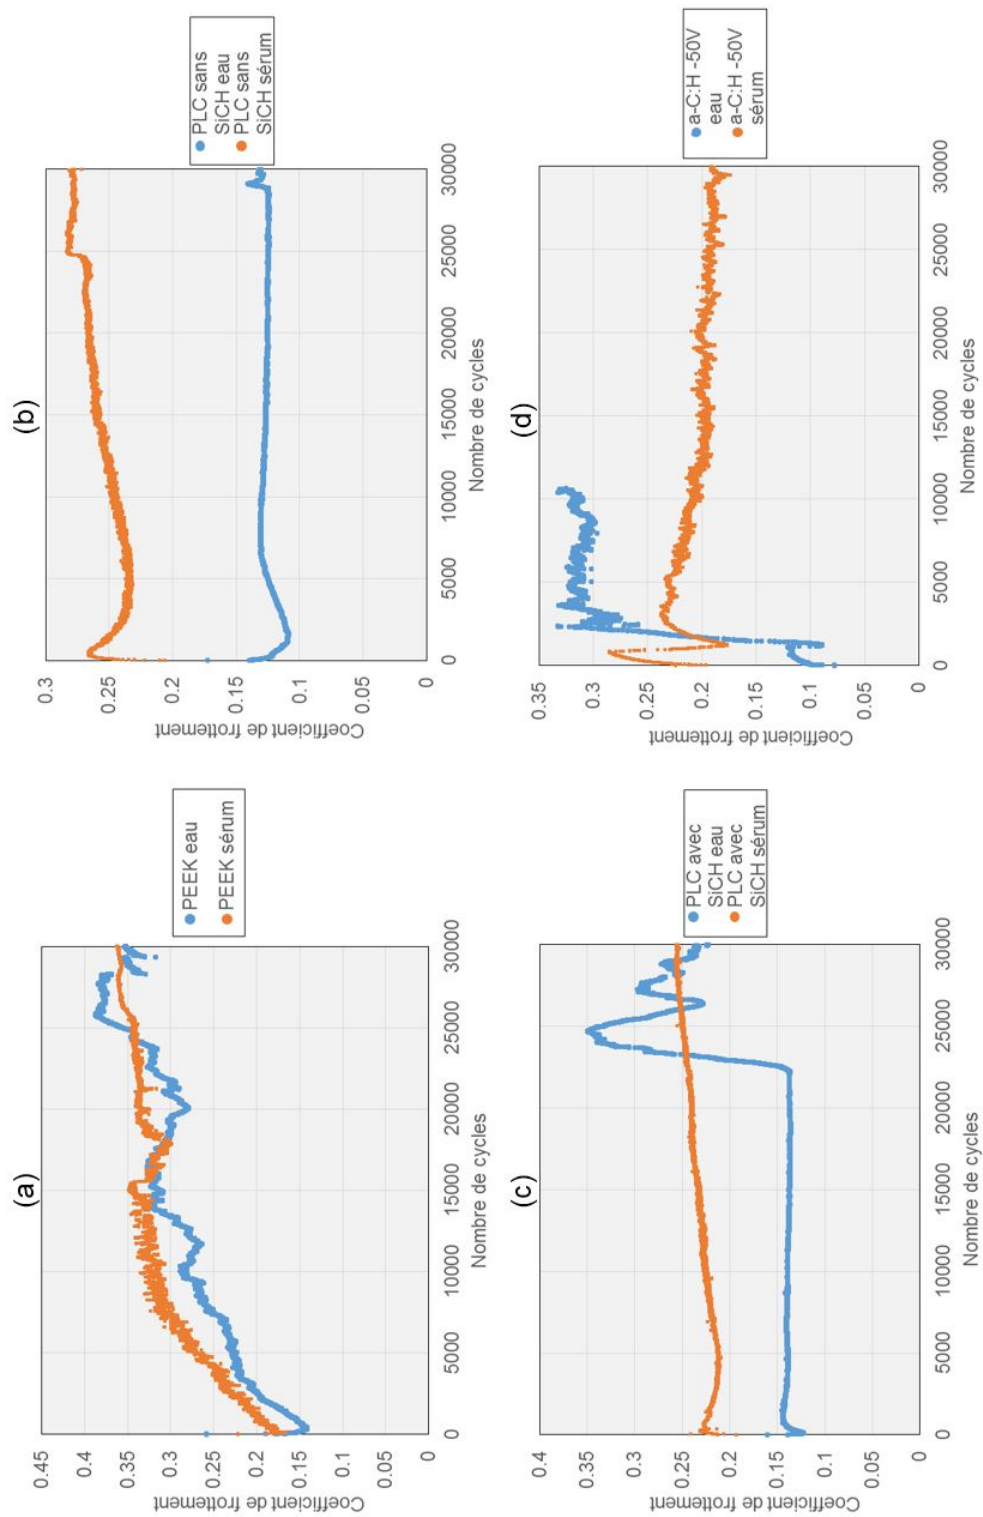 (a)
Coefficient de frottement
0.45
0.4
0.35
0.3
0.25
0.2
0.15
0.1
0.05
0
0
5000
10000
15000
20000
25000
30000
Nombre de cycles
PEEK eau
PEEK sérum
(b)
Coefficient de frottement
0.3
0.25
0.2
0.15
0.1
0.05
0
0
5000
10000
15000
20000
25000
30000
Nombre de cycles
PLC sans
SiCH eau
PLC sans
SiCH sérum
(c)
Coefficient de frottement
0.4
0.35
0.3
0.25
0.2
0.15
0.1
0.05
0
0
5000
10000
15000
20000
25000
30000
Nombre de cycles
PLC avec
SiCH eau
PLC avec
SiCH sérum
(d)
Coefficient de frottement
0.35
0.3
0.25
0.2
0.15
0.1
0.05
0
0
5000
10000
15000
20000
25000
30000
Nombre de cycles
a-C:H -50V
eau
a-C:H -50V
sérum